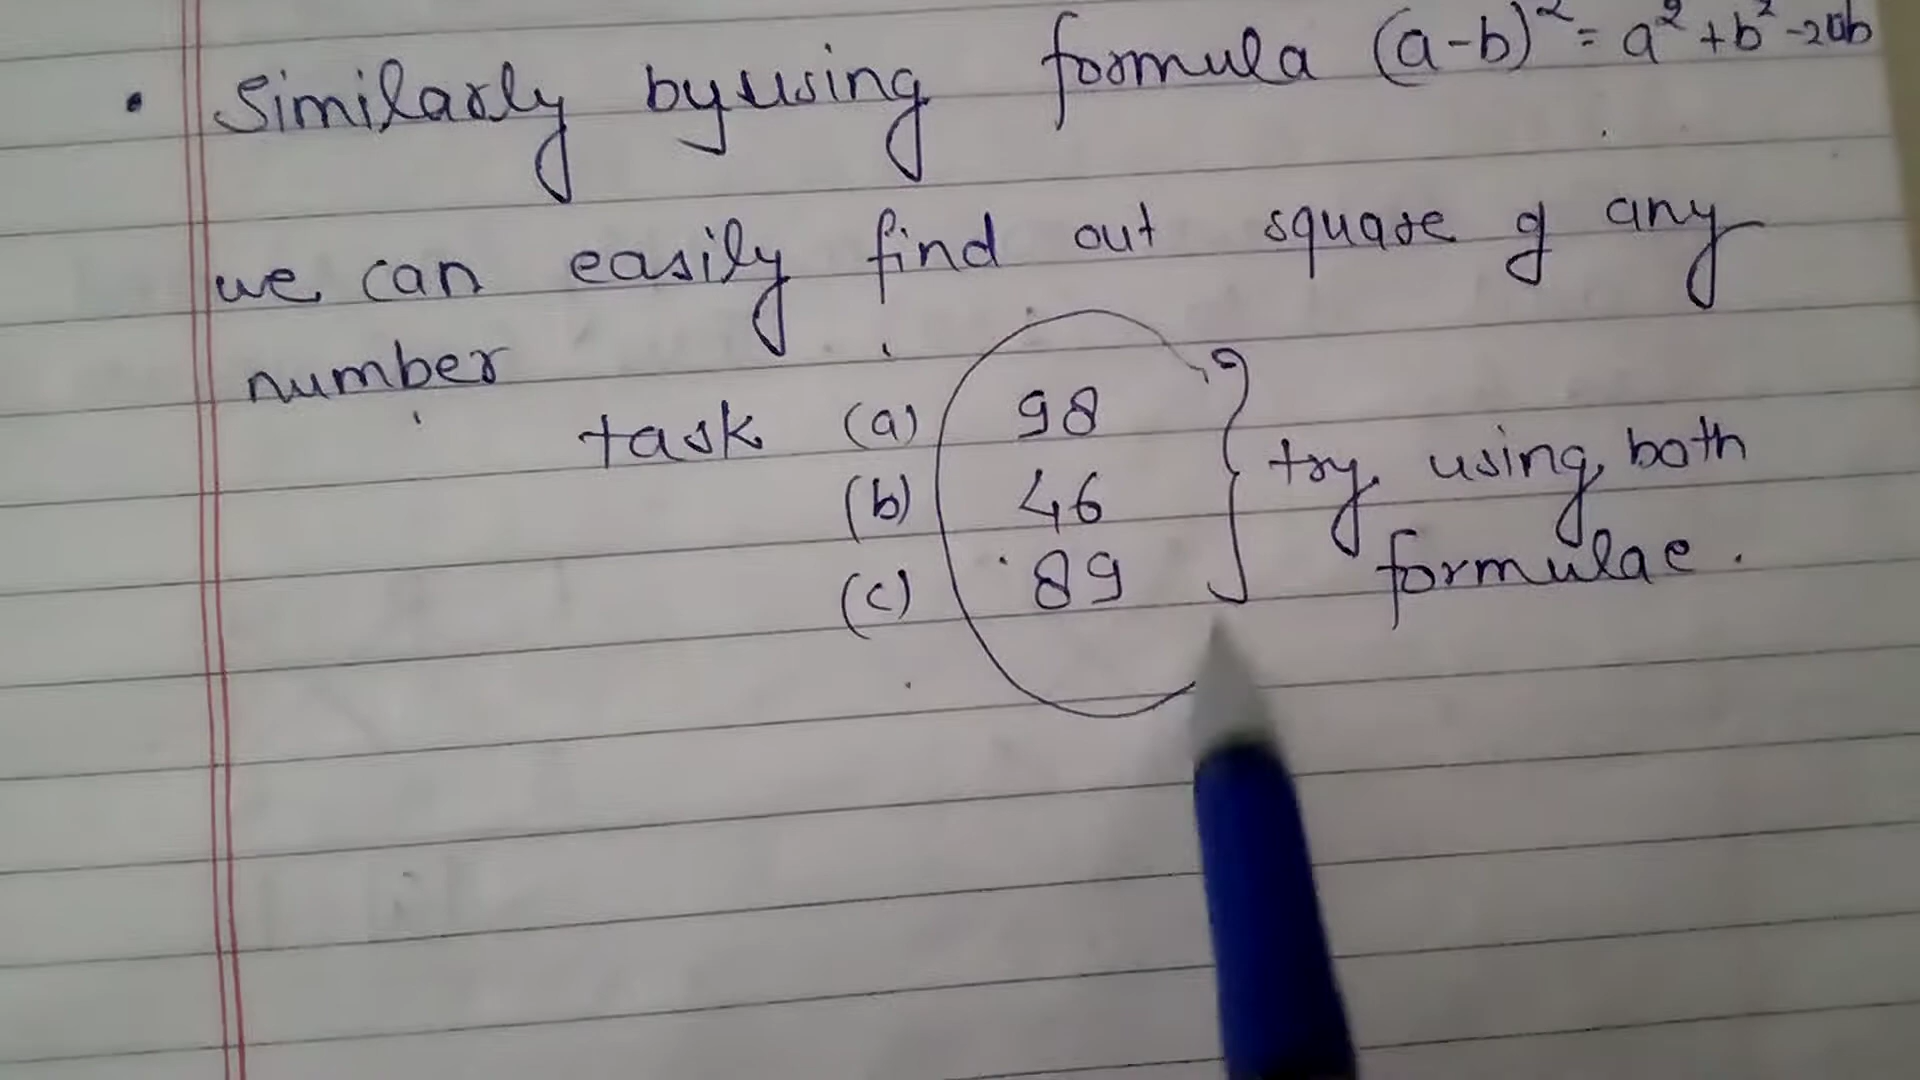 • Similarly by using formula (a-b)² = a² + b² - 2ab
we can easily find out square of any
number
task (a) 98
(b) 46
(c) 89
} try using both
formulae.